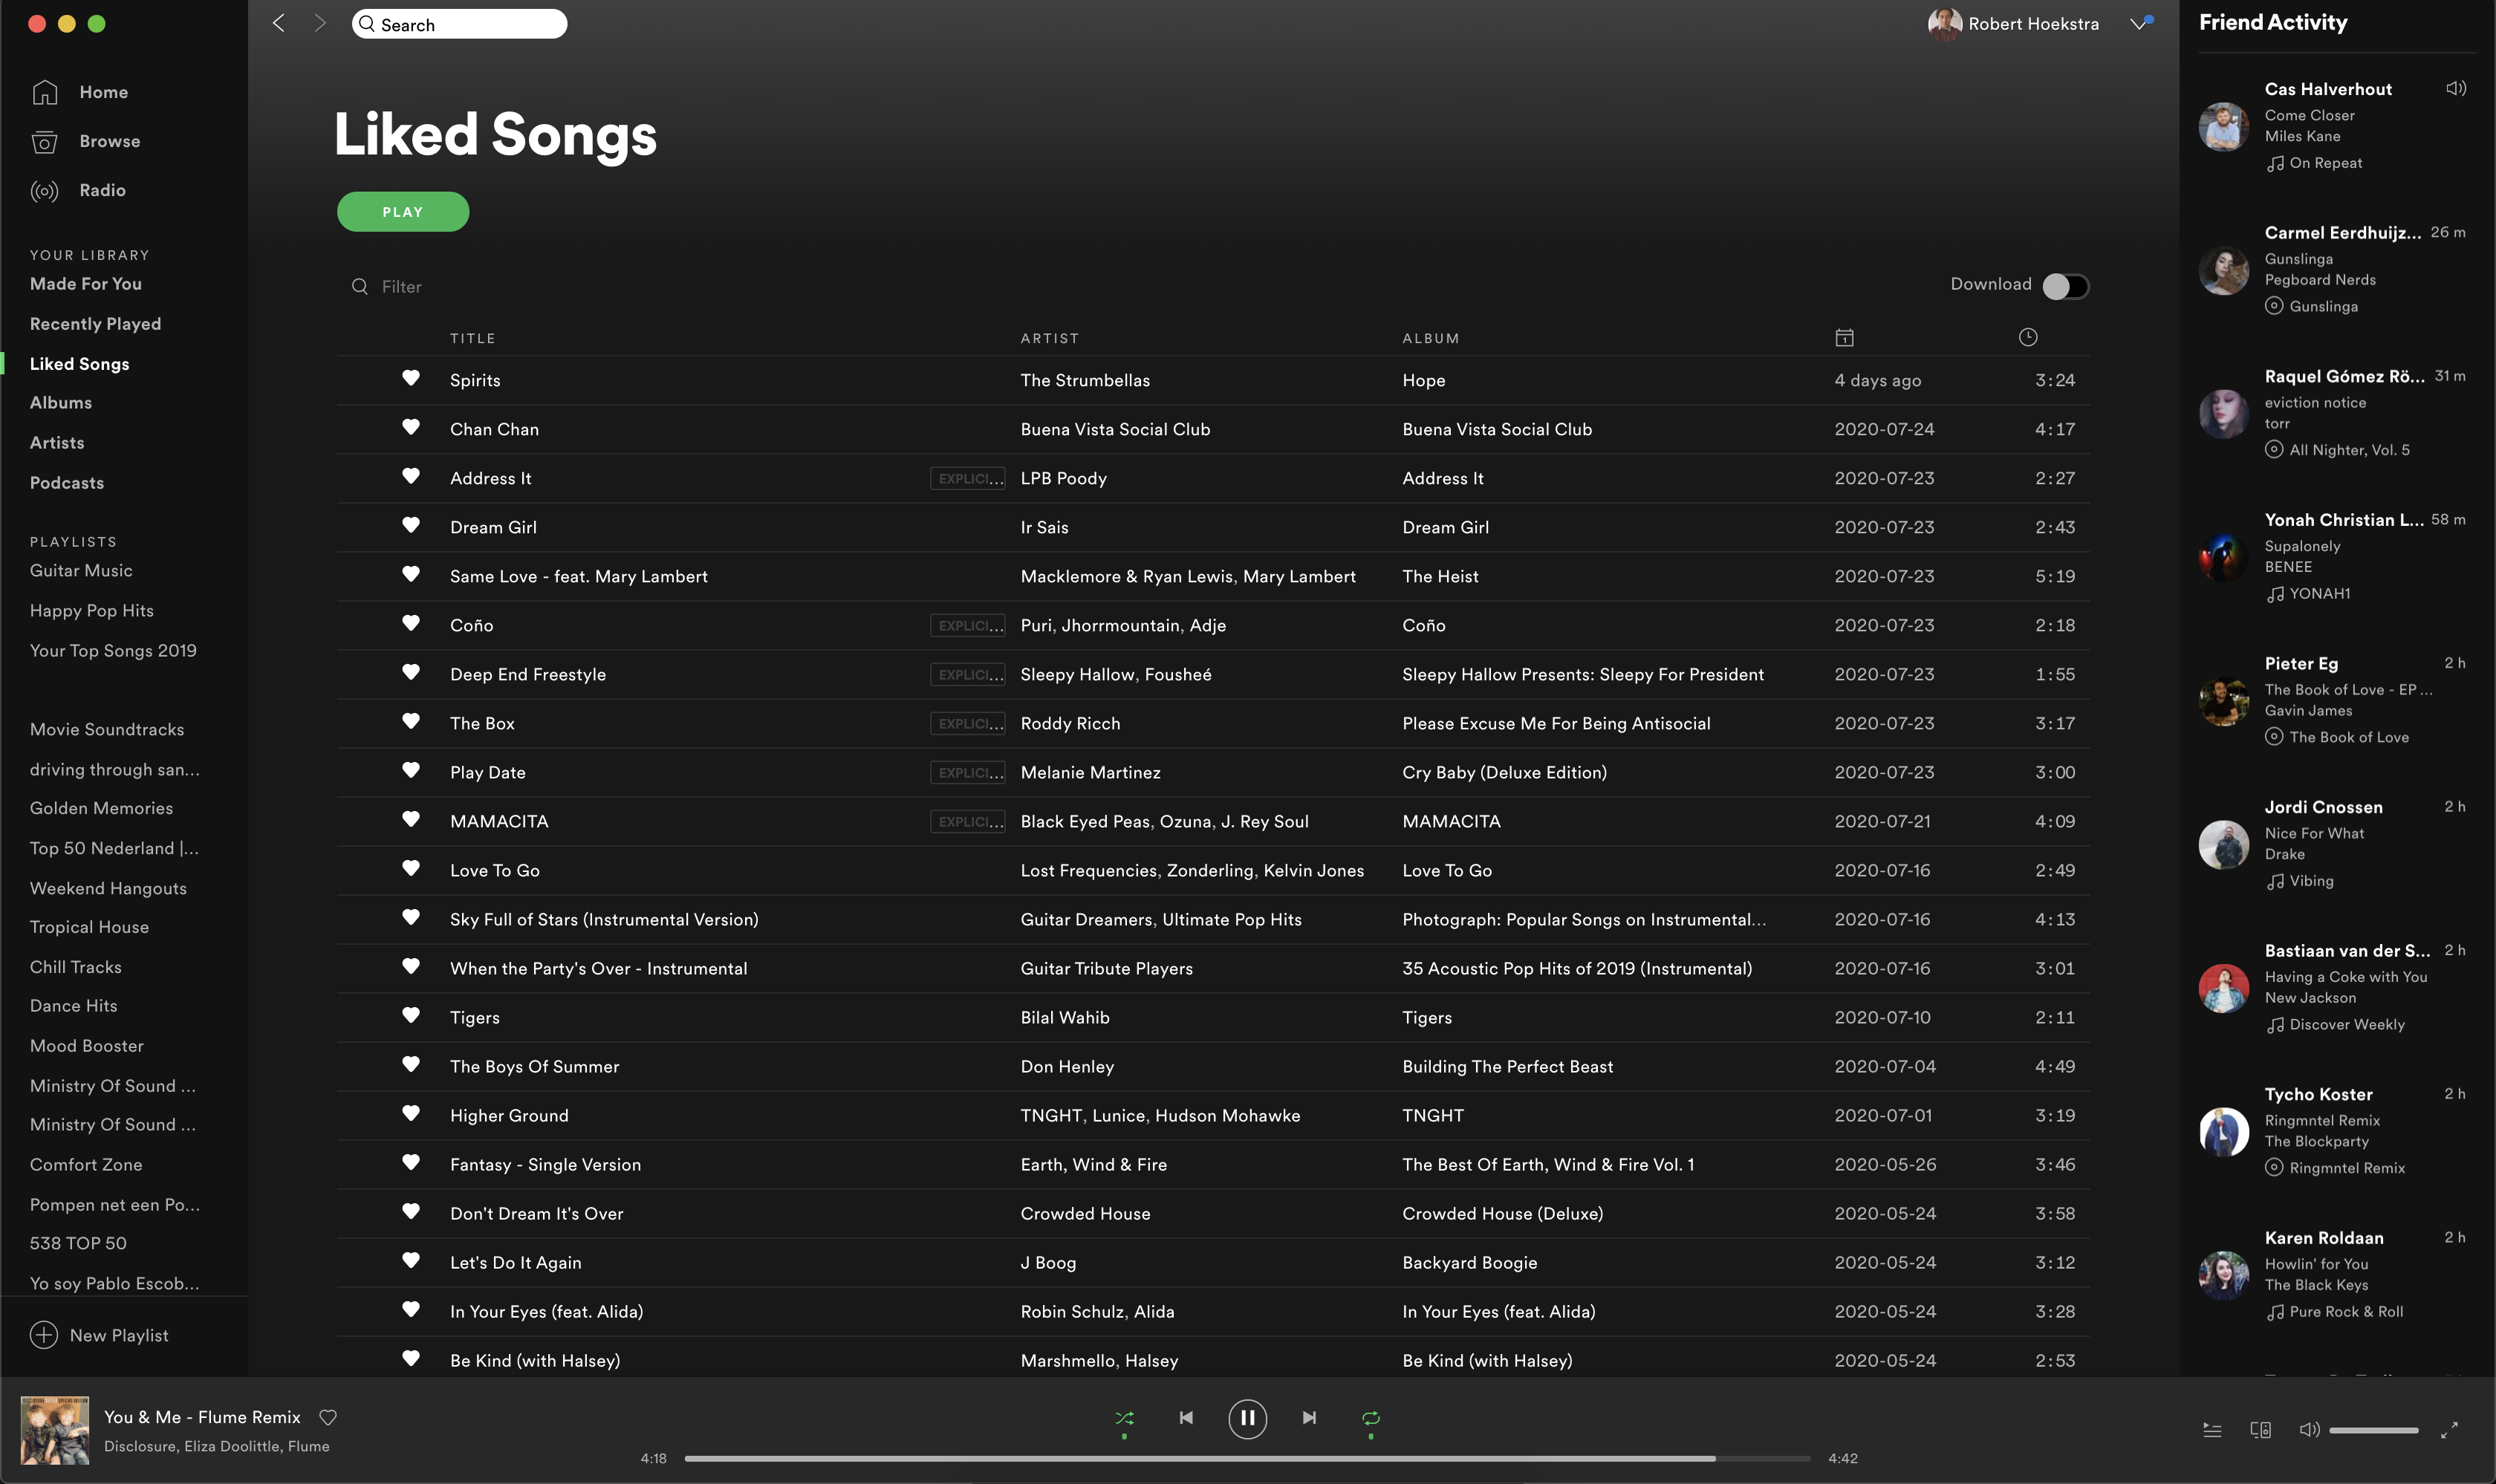 Search
Robert Hoekstra
Home
Browse
Radio
YOUR LIBRARY
Made For You
Recently Played
Liked Songs
Albums
Artists
Podcasts
PLAYLISTS
Guitar Music
Happy Pop Hits
Your Top Songs 2019
Movie Soundtracks
driving through san...
Golden Memories
Top 50 Nederland |...
Weekend Hangouts
Tropical House
Chill Tracks
Dance Hits
Mood Booster
Ministry Of Sound ...
Ministry Of Sound ...
Comfort Zone
Pompen net een Po...
538 TOP 50
Yo soy Pablo Escob...
New Playlist
Liked Songs
PLAY
Filter
Download
TITLE ARTIST ALBUM
Spirits The Strumbellas Hope 4 days ago 3:24
Chan Chan Buena Vista Social Club Buena Vista Social Club 2020-07-24 4:17
Address It EXPLICI... LPB Poody Address It 2020-07-23 2:27
Dream Girl Ir Sais Dream Girl 2020-07-23 2:43
Same Love - feat. Mary Lambert Macklemore & Ryan Lewis, Mary Lambert The Heist 2020-07-23 5:19
Coño EXPLICI... Puri, Jhorrmountain, Adje Coño 2020-07-23 2:18
Deep End Freestyle EXPLICI... Sleepy Hallow, Fousheé Sleepy Hallow Presents: Sleepy For President 2020-07-23 1:55
The Box EXPLICI... Roddy Ricch Please Excuse Me For Being Antisocial 2020-07-23 3:17
Play Date EXPLICI... Melanie Martinez Cry Baby (Deluxe Edition) 2020-07-23 3:00
MAMACITA EXPLICI... Black Eyed Peas, Ozuna, J. Rey Soul MAMACITA 2020-07-21 4:09
Love To Go Lost Frequencies, Zonderling, Kelvin Jones Love To Go 2020-07-16 2:49
Sky Full of Stars (Instrumental Version) Guitar Dreamers, Ultimate Pop Hits Photograph: Popular Songs on Instrumental... 2020-07-16 4:13
When the Party's Over - Instrumental Guitar Tribute Players 35 Acoustic Pop Hits of 2019 (Instrumental) 2020-07-16 3:01
Tigers Bilal Wahib Tigers 2020-07-10 2:11
The Boys Of Summer Don Henley Building The Perfect Beast 2020-07-04 4:49
Higher Ground TNGHT, Lunice, Hudson Mohawke TNGHT 2020-07-01 3:19
Fantasy - Single Version Earth, Wind & Fire The Best Of Earth, Wind & Fire Vol. 1 2020-05-26 3:46
Don't Dream It's Over Crowded House Crowded House (Deluxe) 2020-05-24 3:58
Let's Do It Again J Boog Backyard Boogie 2020-05-24 3:12
In Your Eyes (feat. Alida) Robin Schulz, Alida In Your Eyes (feat. Alida) 2020-05-24 3:28
Be Kind (with Halsey) Marshmello, Halsey Be Kind (with Halsey) 2020-05-24 2:53
Friend Activity
Cas Halverhout
Come Closer
Miles Kane
On Repeat
Carmel Eerdhuijz... 26 m
Gunslinga
Pegboard Nerds
Gunslinga
Raquel Gómez Rö... 31 m
eviction notice
torr
All Nighter, Vol. 5
Yonah Christian L... 58 m
Supalonely
BENEE
YONAH1
Pieter Eg 2 h
The Book of Love - EP ...
Gavin James
The Book of Love
Jordi Cnossen 2 h
Nice For What
Drake
Vibing
Bastiaan van der S... 2 h
Having a Coke with You
New Jackson
Discover Weekly
Tycho Koster 2 h
Ringmntel Remix
The Blockparty
Ringmntel Remix
Karen Roldaan 2 h
Howlin' for You
The Black Keys
Pure Rock & Roll
You & Me - Flume Remix
Disclosure, Eliza Doolittle, Flume
4:18
4:42